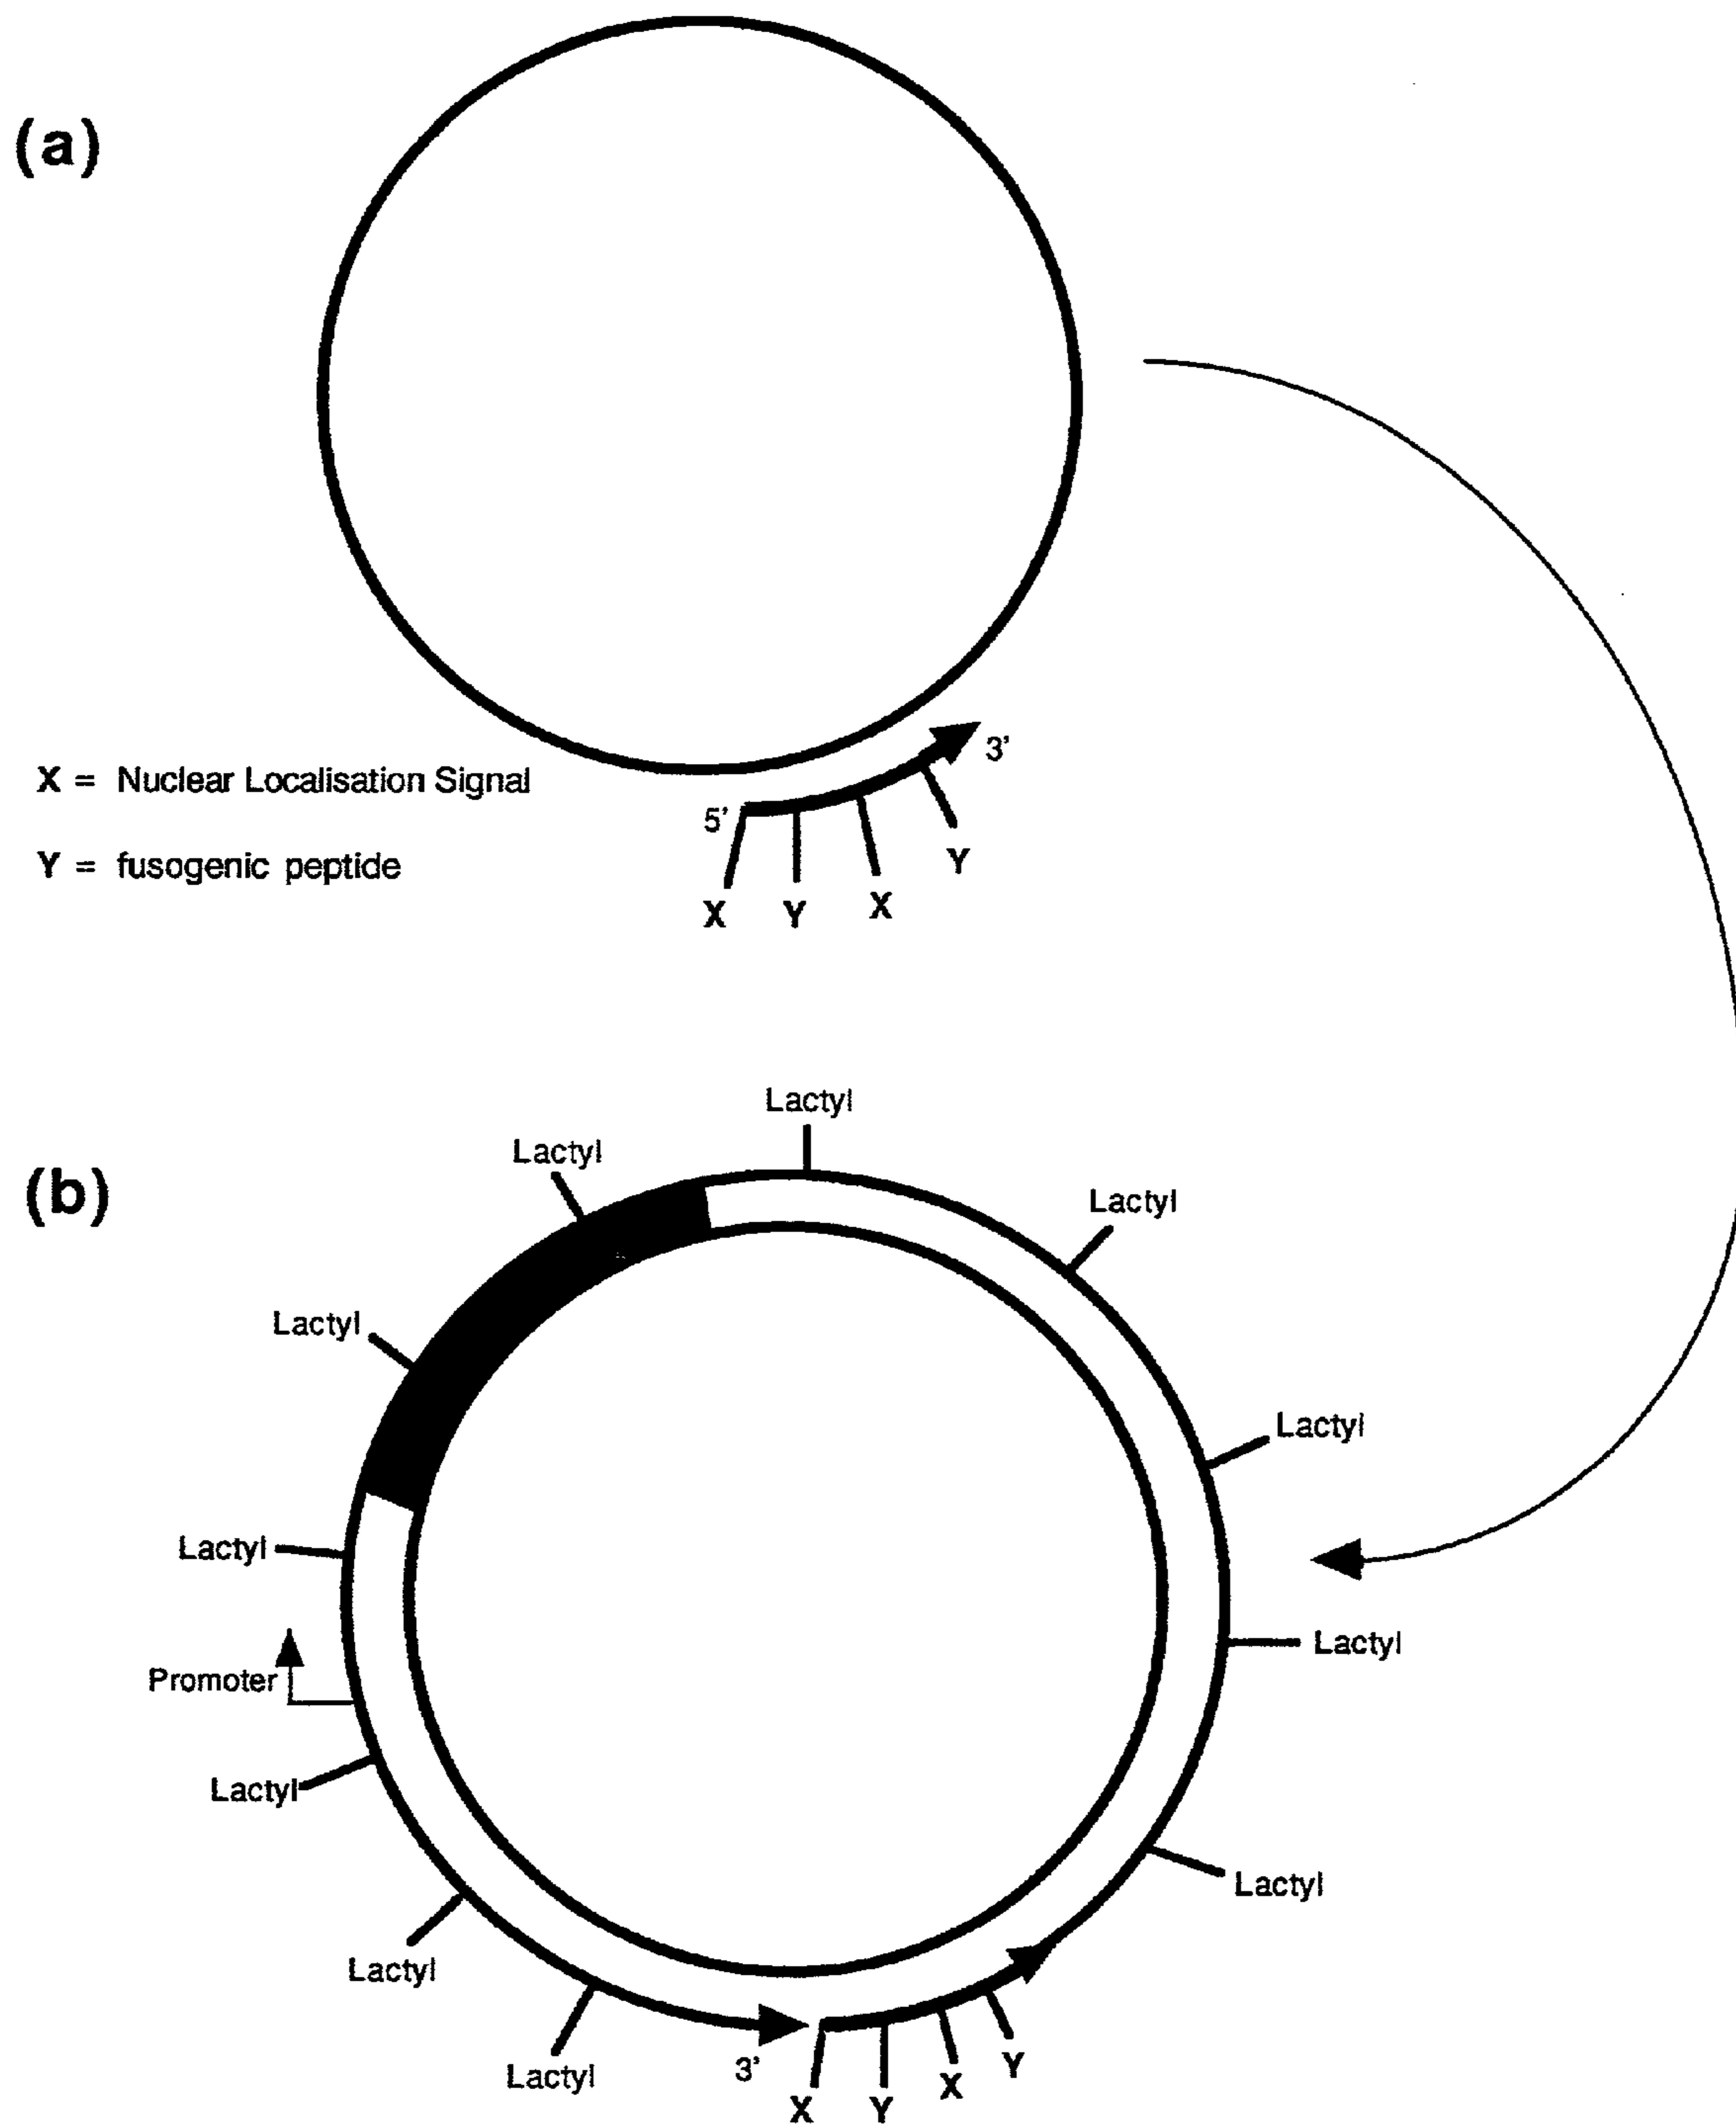 (a)
3'
X = Nuclear Localisation Signal
5'
Y = fusogenic peptide
Y
X
Y
X
Lactyl
Lactyl
(b)
Lactyl
Lactyl
Lactyl
Lactyl
Lactyl
Promoter
Lactyl
Lactyl
Lactyl
Lactyl
3'
Y
X
X
Y